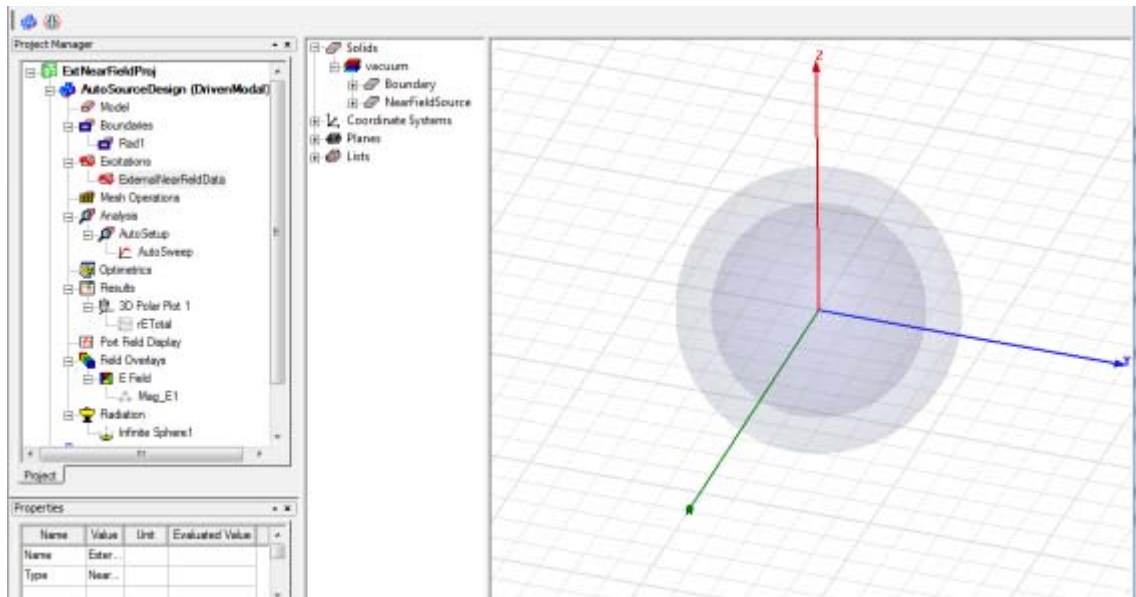 Project Manager
ExtNearFieldProj
AutoSourceDesign (DrivenModal)
Model
Boundaries
Rad1
Excitations
ExternalNearFieldData
Mesh Operations
Analysis
AutoSetup
AutoSweep
Optimetrics
Results
3D Polar Plot 1
rETotal
Port Field Display
Field Overlays
E Field
Mag_E1
Radiation
Infinite Sphere1
Project
Properties
Name Value Unit Evaluated Value
Name Exter...
Type Near...
Solids
vacuum
Boundary
NearFieldSource
Coordinate Systems
Planes
Lists
Z